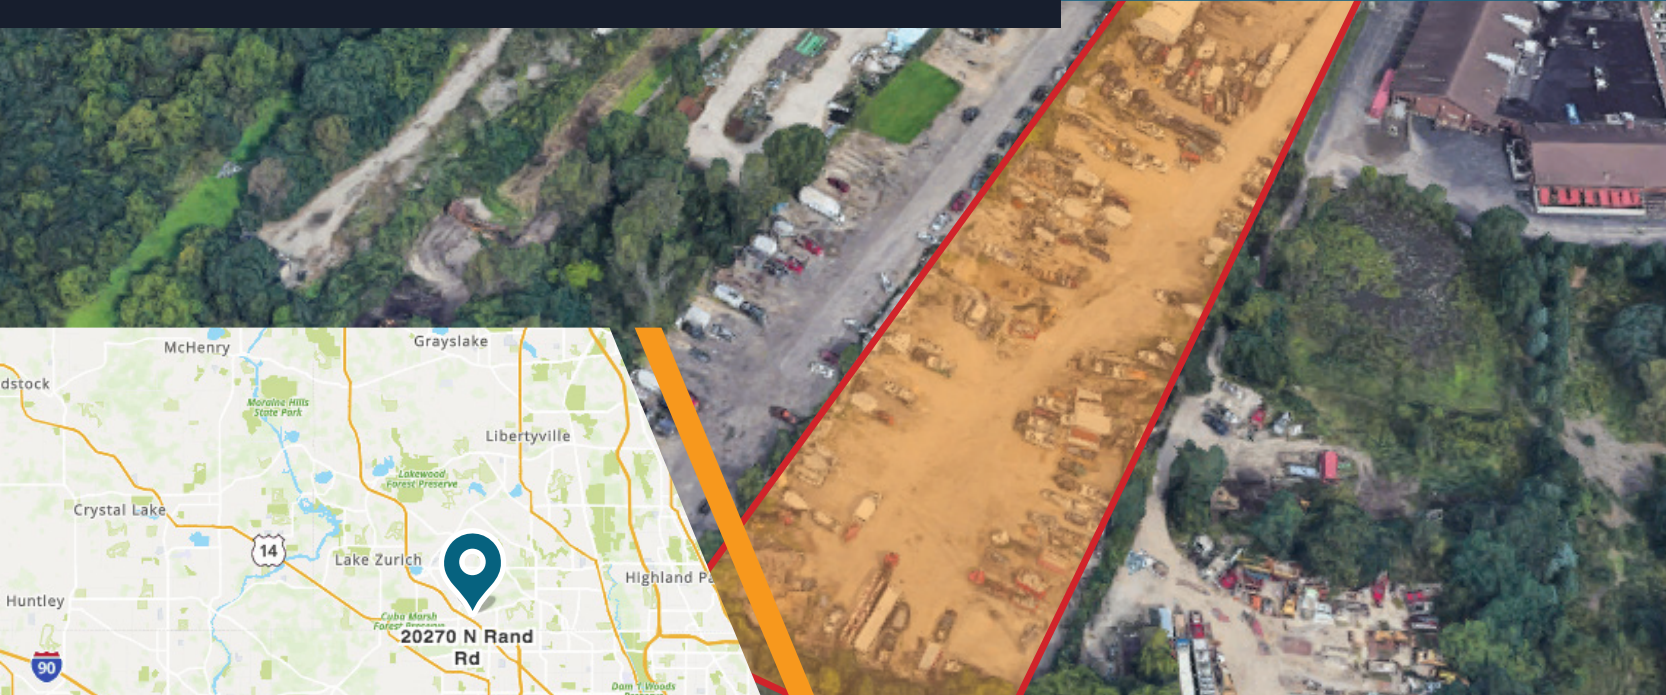 McHenry
Grayslake
dstock
Moraine Hills
State Park
Libertyville
Lakewood
Forest Preserve
Crystal Lake
14
Lake Zurich
Highland Pa
Huntley
Cuba Marsh
Forest Preserve
20270 N Rand
Rd
90
Dam 1 Woods